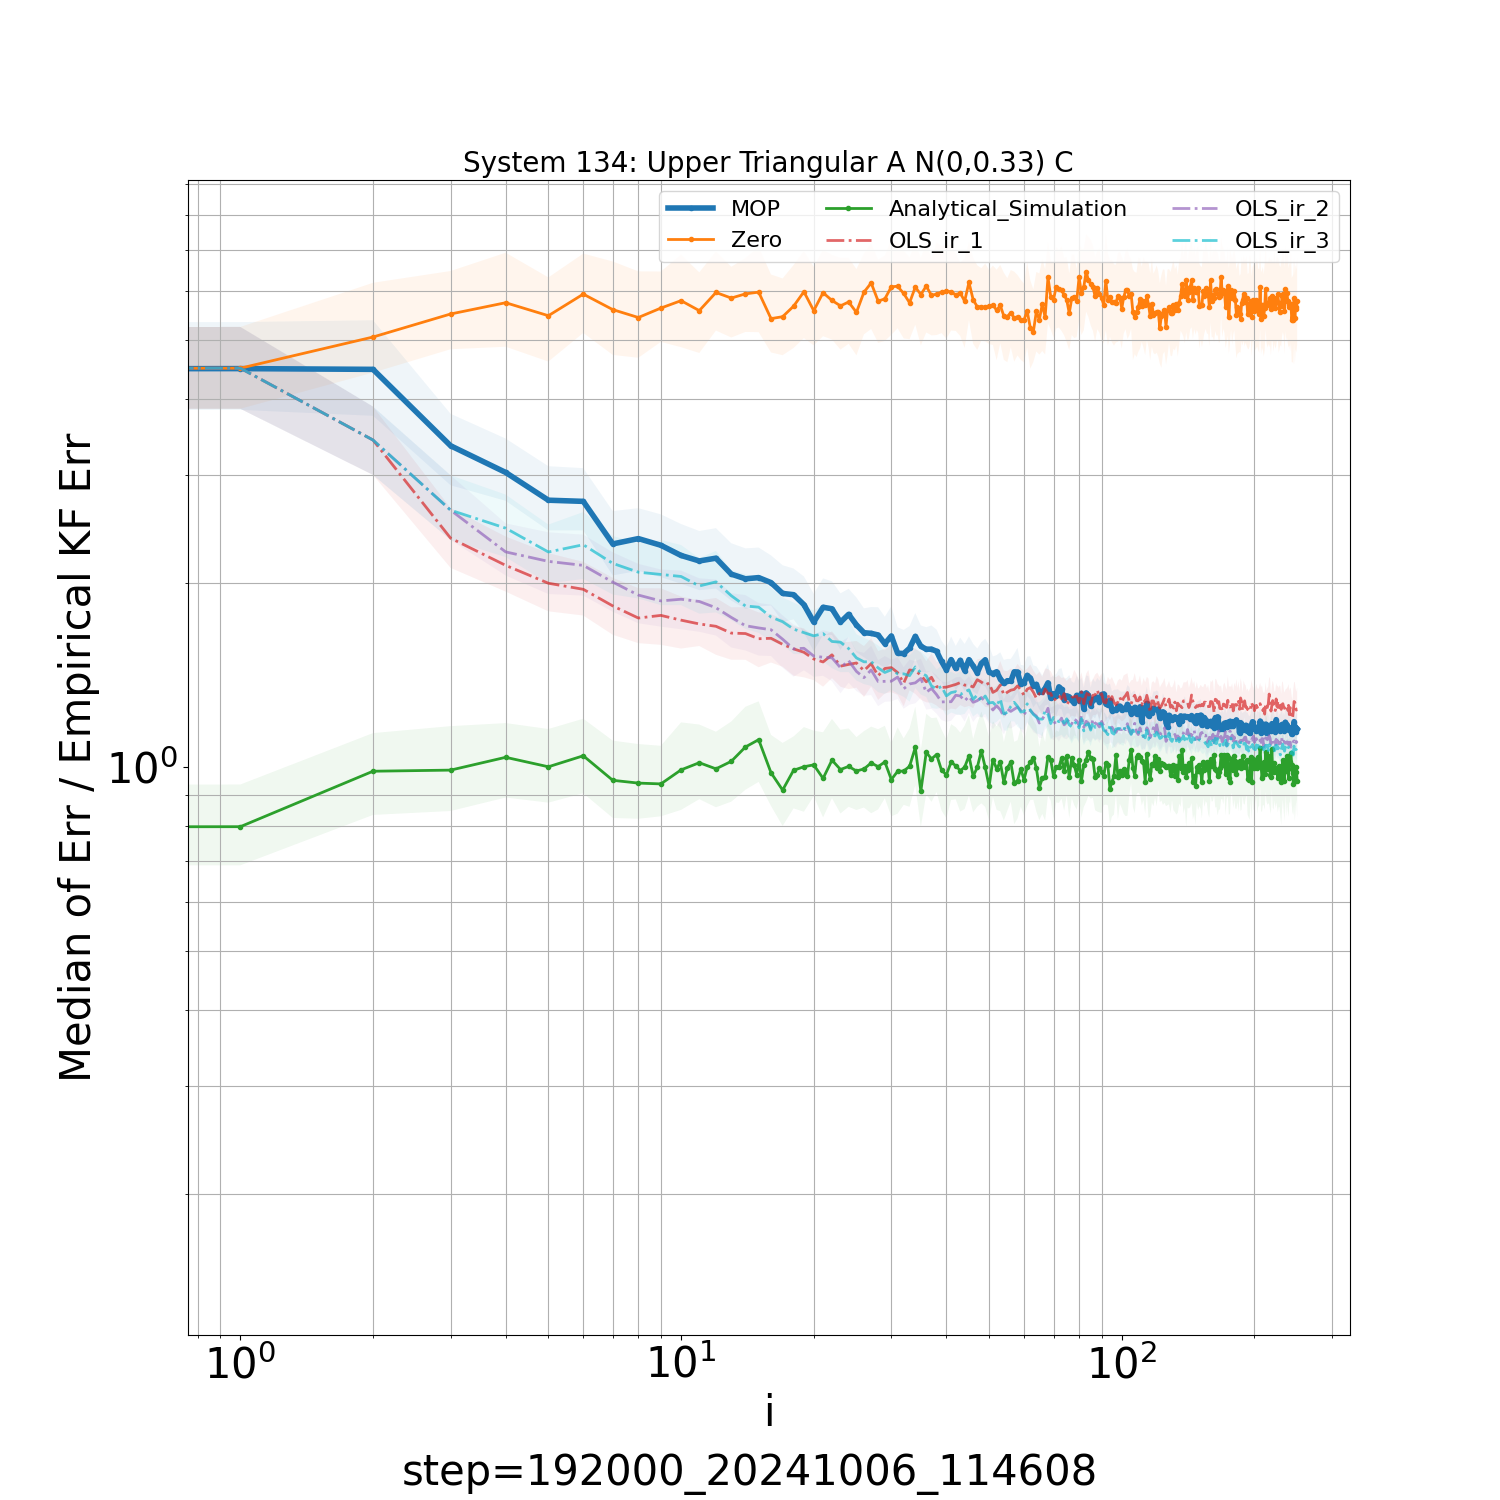 System 134: Upper Triangular A N(0,0.33) C
MOP
Zero
Analytical_Simulation
OLS_ir_1
OLS_ir_2
OLS_ir_3
Median of Err / Empirical KF Err
10⁰
10⁰ 10¹ 10²
i
step=192000_20241006_114608